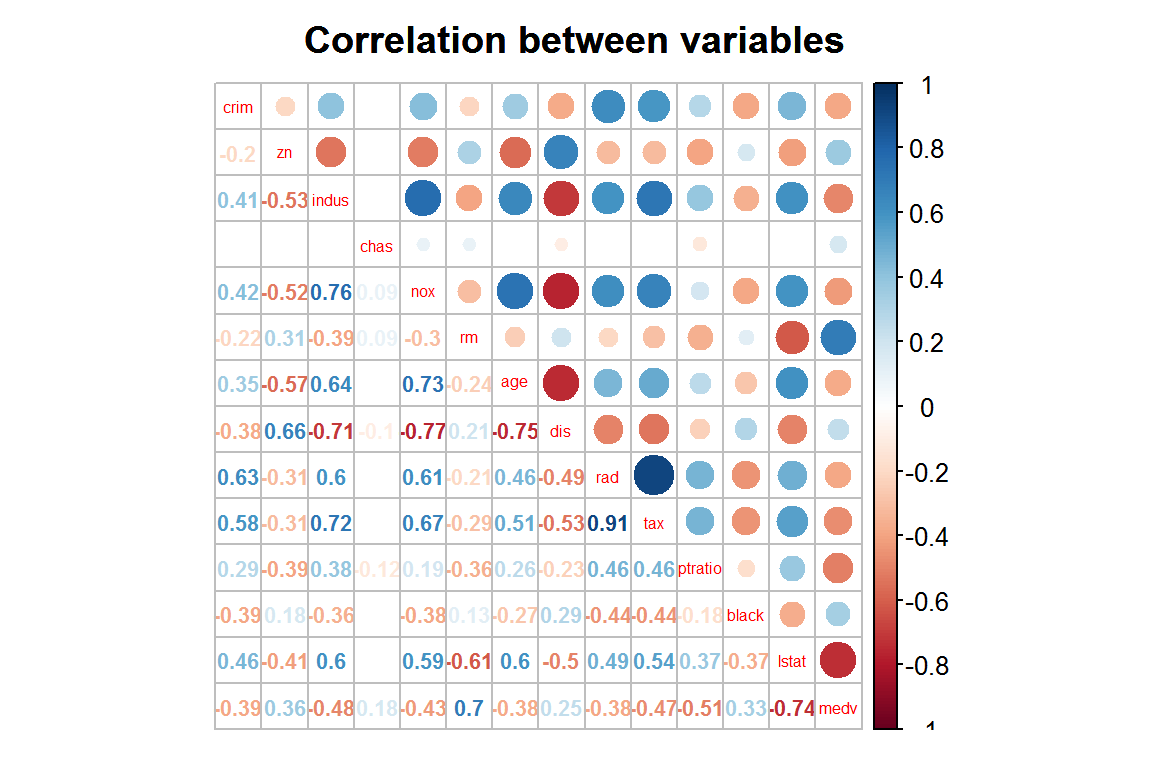 Correlation between variables
crim
-0.2 zn
0.41 -0.53 indus
chas
0.42 -0.52 0.76 0.09 nox
-0.22 0.31 -0.39 0.09 -0.3 rm
0.35 -0.57 0.64 0.73 -0.24 age
-0.38 0.66 -0.71 -0.1 -0.77 0.21 -0.75 dis
0.63 -0.31 0.6 0.61 -0.21 0.46 -0.49 rad
0.58 -0.31 0.72 0.67 -0.29 0.51 -0.53 0.91 tax
0.29 -0.39 0.38 -0.12 0.19 -0.36 0.26 -0.23 0.46 0.46 ptratio
-0.39 0.18 -0.36 -0.38 0.13 -0.27 0.29 -0.44 -0.44 -0.18 black
0.46 -0.41 0.6 0.59 -0.61 0.6 -0.5 0.49 0.54 0.37 -0.37 lstat
-0.39 0.36 -0.48 0.18 -0.43 0.7 -0.38 0.25 -0.38 -0.47 -0.51 0.33 -0.74 medv
1
0.8
0.6
0.4
0.2
0
-0.2
-0.4
-0.6
-0.8